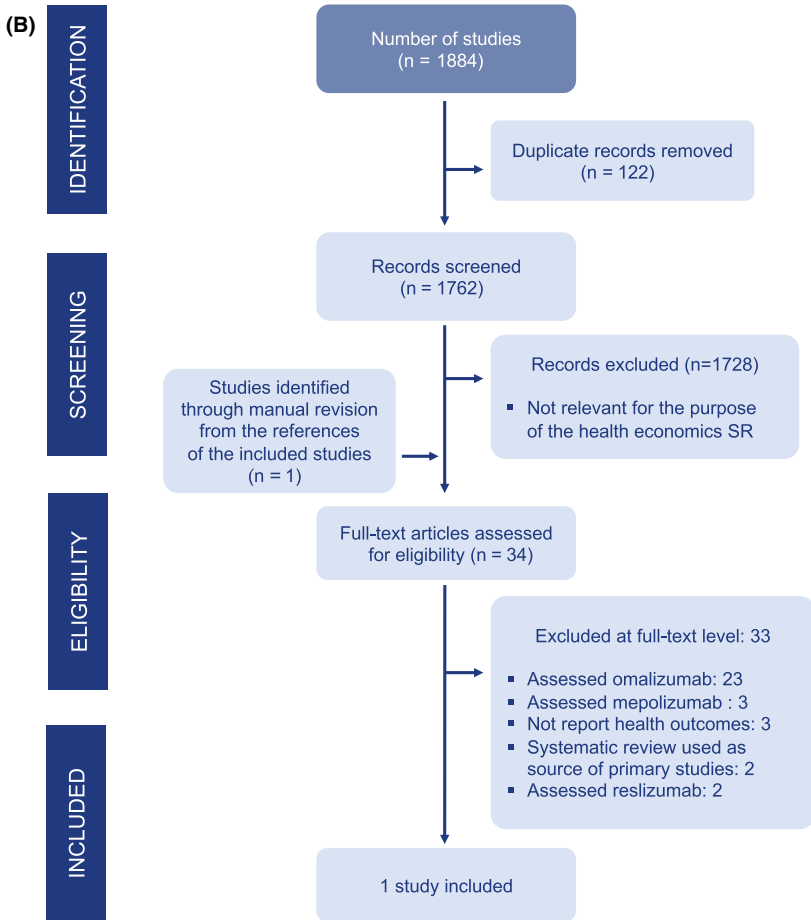 (B)
IDENTIFICATION
Number of studies
(n = 1884)
Duplicate records removed
(n = 122)
SCREENING
Records screened
(n = 1762)
Records excluded (n=1728)
▪ Not relevant for the purpose
of the health economics SR
Studies identified
through manual revision
from the references
of the included studies
(n = 1)
ELIGIBILITY
Full-text articles assessed
for eligibility (n = 34)
Excluded at full-text level: 33
▪ Assessed omalizumab: 23
▪ Assessed mepolizumab : 3
▪ Not report health outcomes: 3
▪ Systematic review used as
source of primary studies: 2
▪ Assessed reslizumab: 2
INCLUDED
1 study included